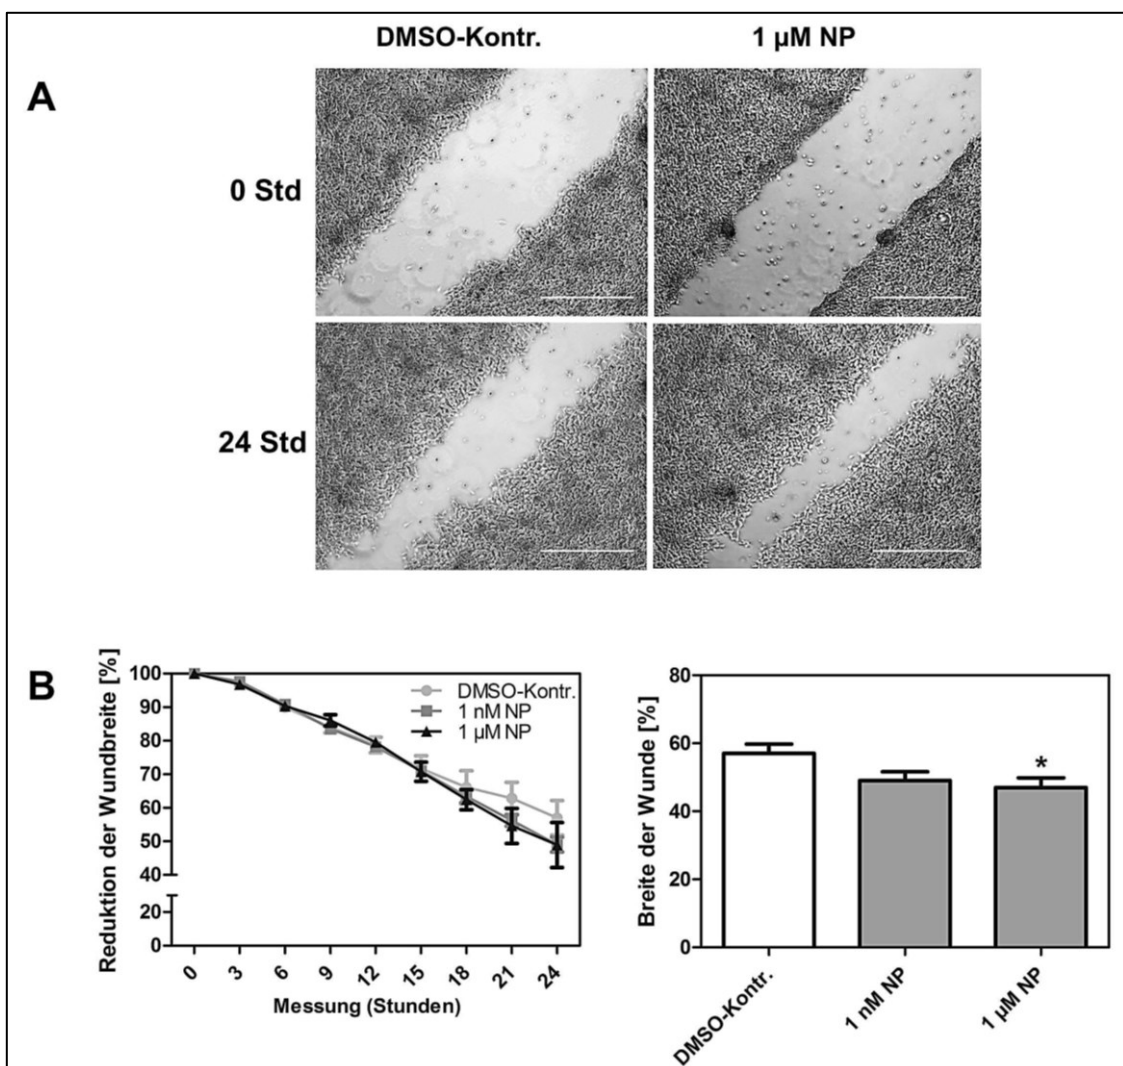 DMSO-Kontr.
1 µM NP
A
0 Std
24 Std
B
Reduktion der Wundbreite [%]
100
90
80
70
60
50
40
20
0
DMSO-Kontr.
1 nM NP
1 µM NP
0
3
6
9
12
15
18
21
24
Messung (Stunden)
Breite der Wunde [%]
80
60
40
20
0
*
DMSO-Kontr.
1 nM NP
1 µM NP